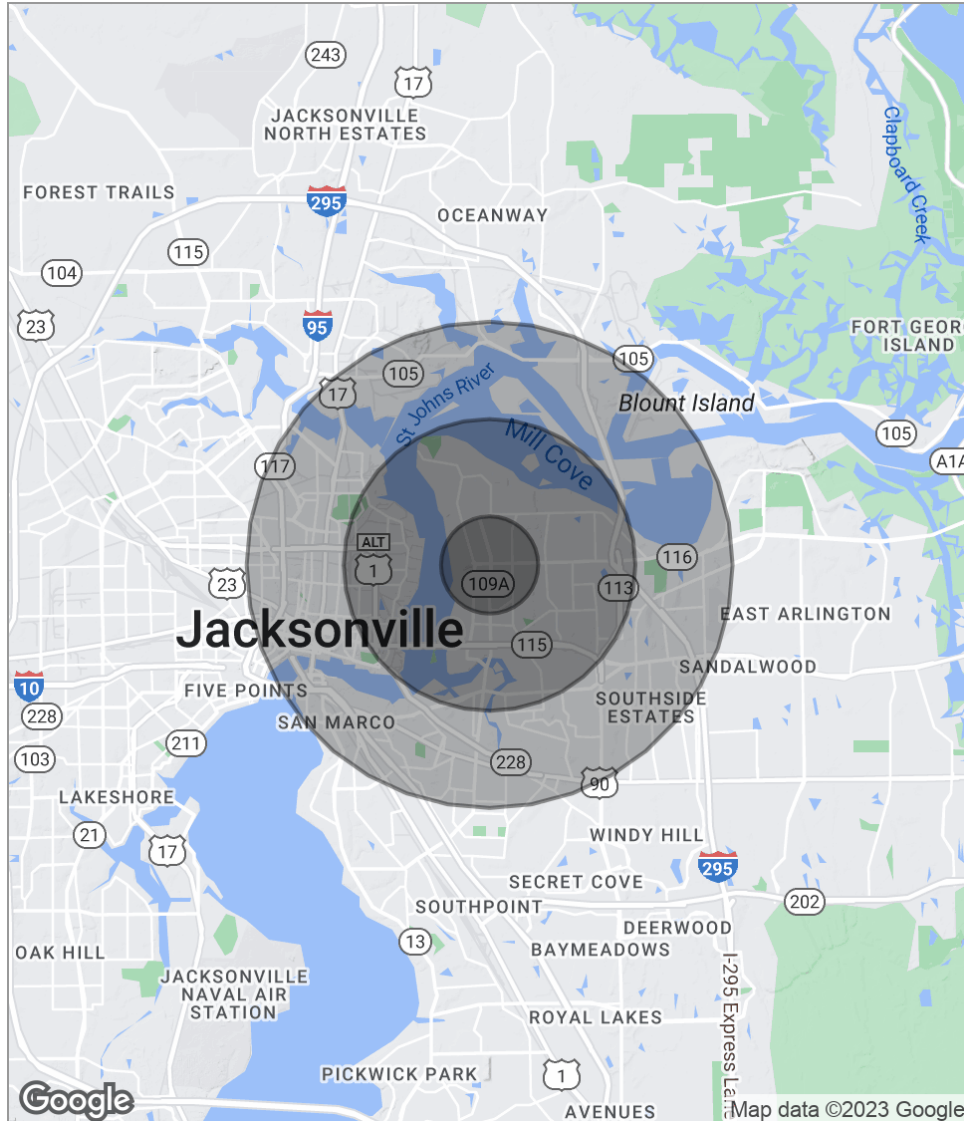 243
17
JACKSONVILLE
NORTH ESTATES
FOREST TRAILS
295
OCEANWAY
Clapboard Creek
115
104
23
95
FORT GEORG
ISLAND
105
105
17
St Johns River
Blount Island
Mill Cove
105
A1A
117
ALT
1
116
23
109A
113
EAST ARLINGTON
Jacksonville
115
SANDALWOOD
10
FIVE POINTS
SOUTHSIDE
ESTATES
228
SAN MARCO
211
103
228
90
LAKESHORE
21
17
WINDY HILL
295
SECRET COVE
202
SOUTHPOINT
DEERWOOD
13
BAYMEADOWS
OAK HILL
JACKSONVILLE
NAVAL AIR
STATION
I-295 Express Lane
ROYAL LAKES
PICKWICK PARK
1
Google
AVENUES
Map data ©2023 Google